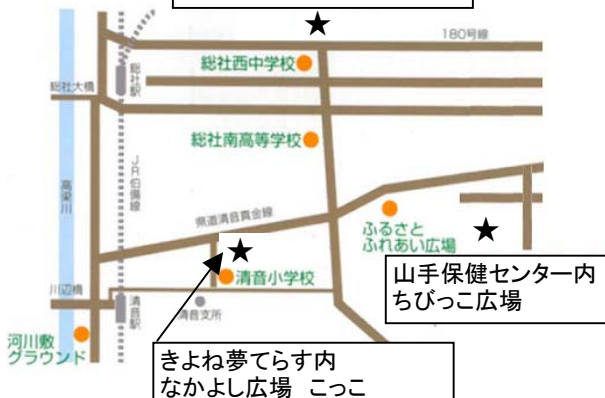 180号線
総社西中学校
総社駅
総社大橋
総社南高等学校
JR伯備線
高梁川
県道清音真金線
ふるさと
ふれあい広場
清音小学校
山手保健センター内
ちびっこ広場
川辺橋
清音駅
清音支所
河川敷
グラウンド
きよね夢てらす内
なかよし広場 こっこ